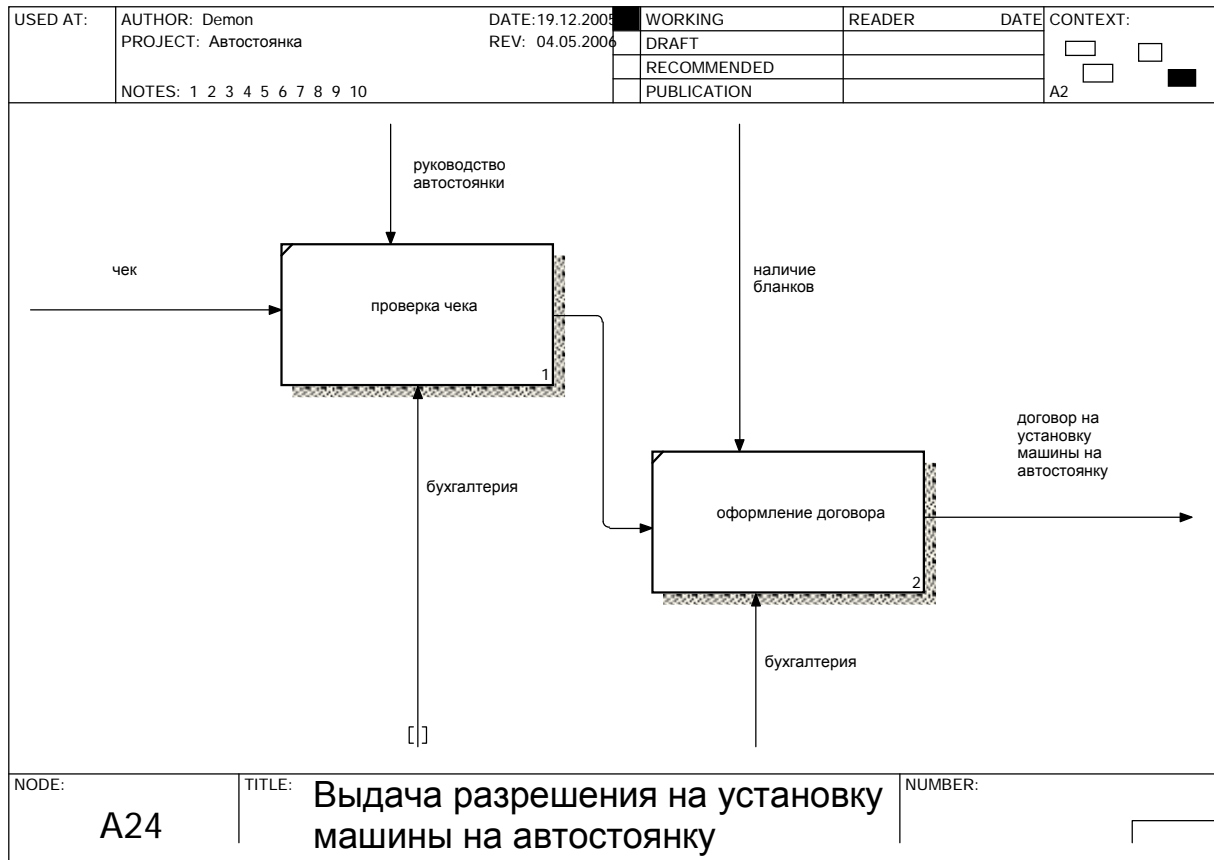 USED AT:
AUTHOR: Demon
DATE:19.12.2005
PROJECT: Автостоянка
REV: 04.05.2006
NOTES: 1 2 3 4 5 6 7 8 9 10
WORKING
DRAFT
RECOMMENDED
PUBLICATION
READER
DATE
CONTEXT:
A2
руководство
автостоянки
чек
проверка чека
1
наличие
бланков
бухгалтерия
договор на
установку
машины на
автостоянку
оформление договора
2
бухгалтерия
NODE:
A24
TITLE:
Выдача разрешения на установку
машины на автостоянку
NUMBER: